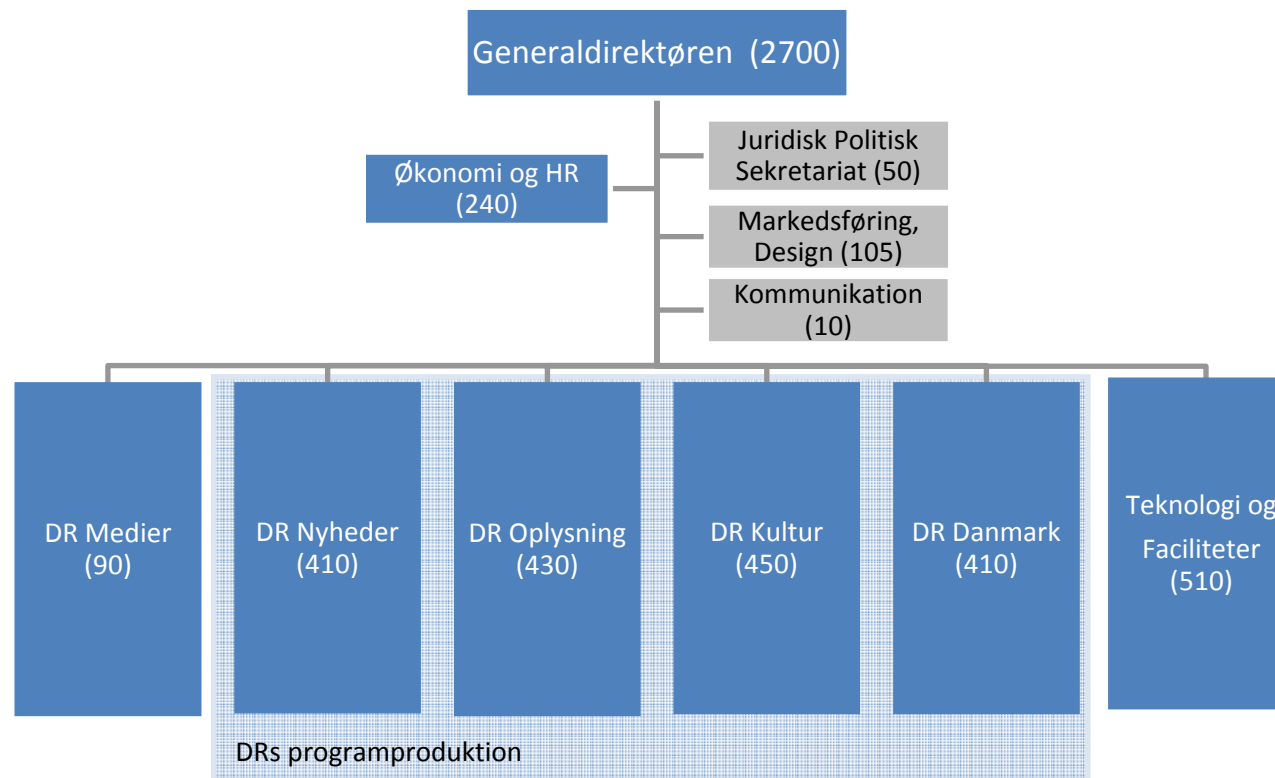 Generaldirektøren (2700)
Juridisk Politisk
Sekretariat (50)
Økonomi og HR
(240)
Markedsføring,
Design (105)
Kommunikation
(10)
DR Medier
(90)
DR Nyheder
(410)
DR Oplysning
(430)
DR Kultur
(450)
DR Danmark
(410)
Teknologi og
Faciliteter
(510)
DRs programproduktion